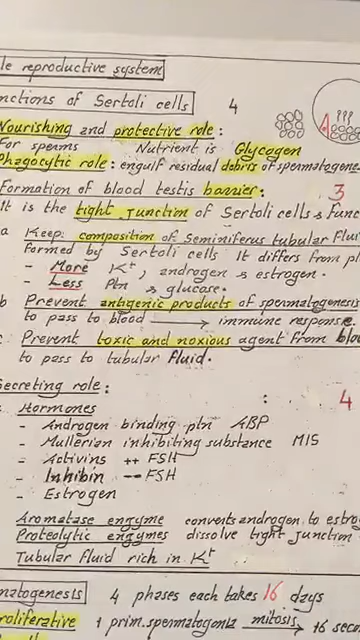 le reproductive system
nctions of Sertoli cells 4
Nourishing and protective role:
For sperms Nutrient is Glycogen
Phagocytic role: engulf residual debris of spermatogene
Formation of blood testis barrier: 3
It is the tight junction of Sertoli cells & func
a Keep: composition of Seminiferus tubular Flui
formed by Sertoli cells It differs from pl
- More K+, androgen & estrogen.
- Less Ptn & glucose.
b Prevent antigenic products of spermatogenesis
to pass to blood → immune response.
Prevent toxic and noxious agent from bloo
to pass to tubular fluid.
Secreting role: : 4
Hormones
- Androgen binding ptn ABP
- Mullerian inhibiting substance MIS
- Activins ++ FSH
- Inhibin -- FSH
- Estrogen
Aromatase enzyme converts androgen to estro
Proteolytic enzymes dissolve tight junction
Tubular Fluid rich in K+
matogenesis 4 phases each takes 16 days
roliferative 1 prim. spermatogonia mitosis → 16 seco